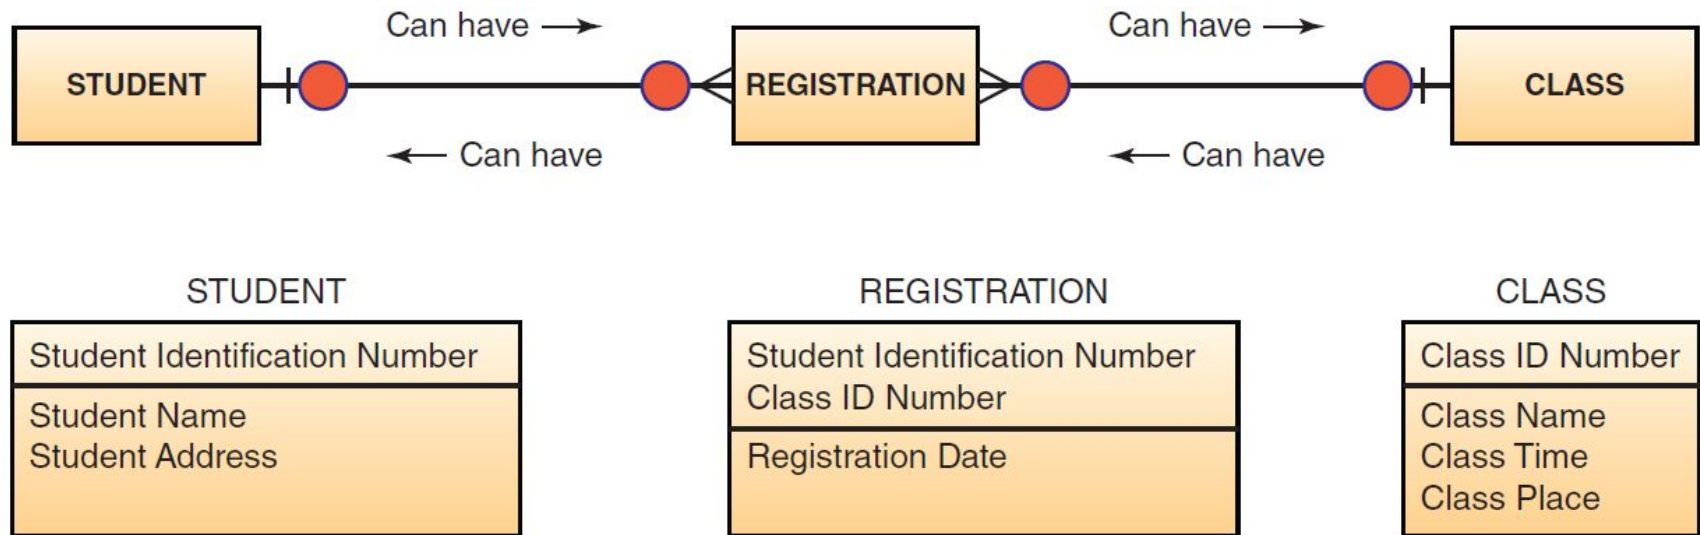 Can have
Can have
STUDENT
REGISTRATION
CLASS
Can have
Can have
STUDENT
Student Identification Number
Student Name
Student Address
REGISTRATION
Student Identification Number
Class ID Number
Registration Date
CLASS
Class ID Number
Class Name
Class Time
Class Place